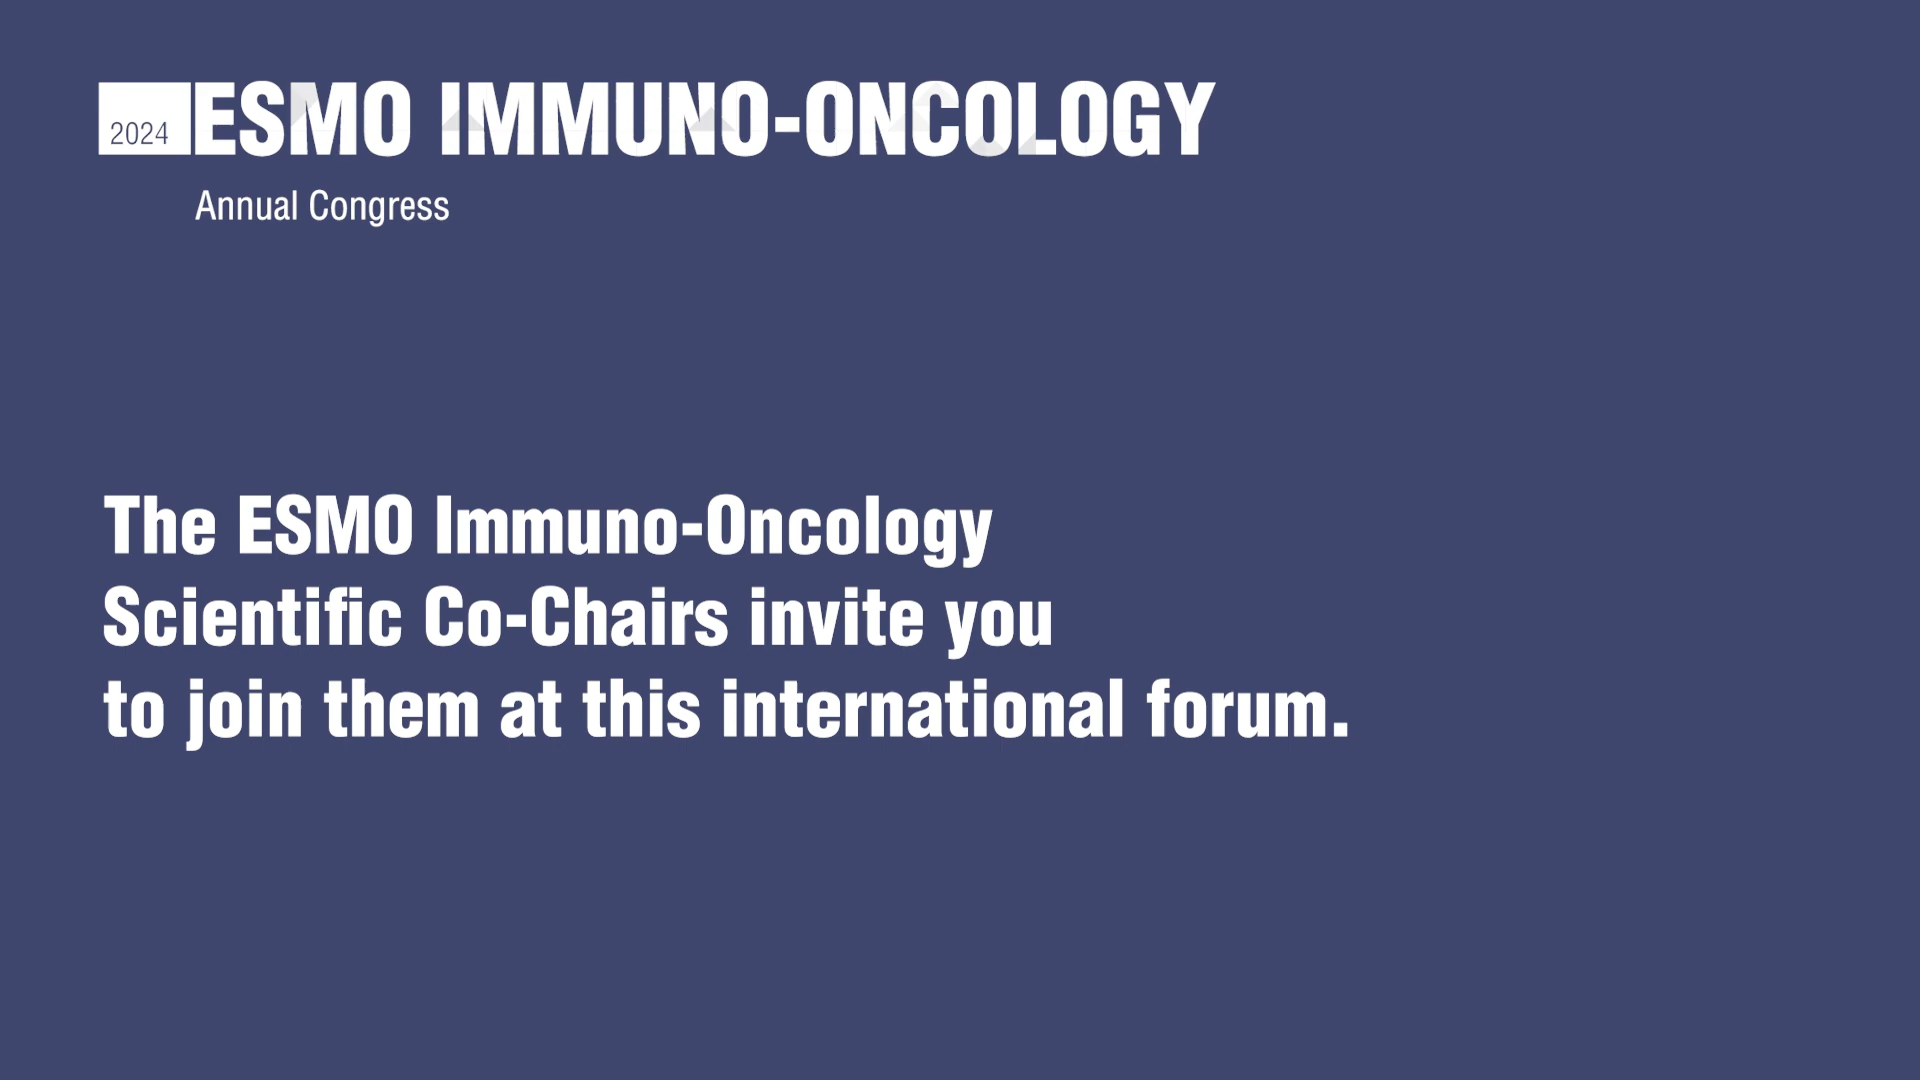 2024 ESMO IMMUNO-ONCOLOGY
Annual Congress
The ESMO Immuno-Oncology
Scientific Co-Chairs invite you
to join them at this international forum.